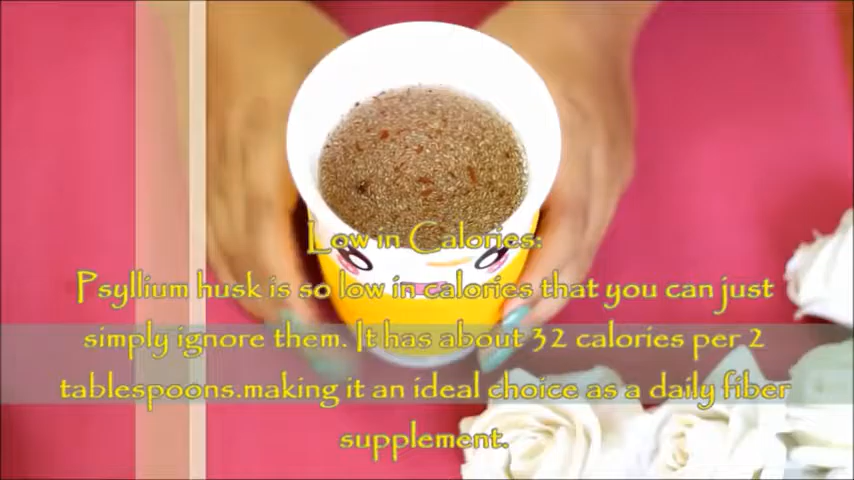 Low in Calories:
Psyllium husk is so low in calories that you can just
simply ignore them. It has about 32 calories per 2
tablespoons.making it an ideal choice as a daily fiber
supplement.